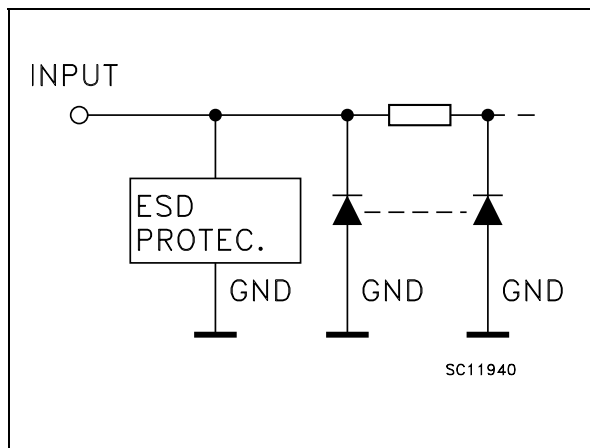 INPUT
ESD
PROTEC.
GND
GND
GND
SC11940